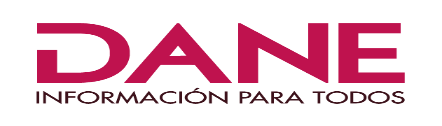 DANE
INFORMACIÓN PARA TODOS